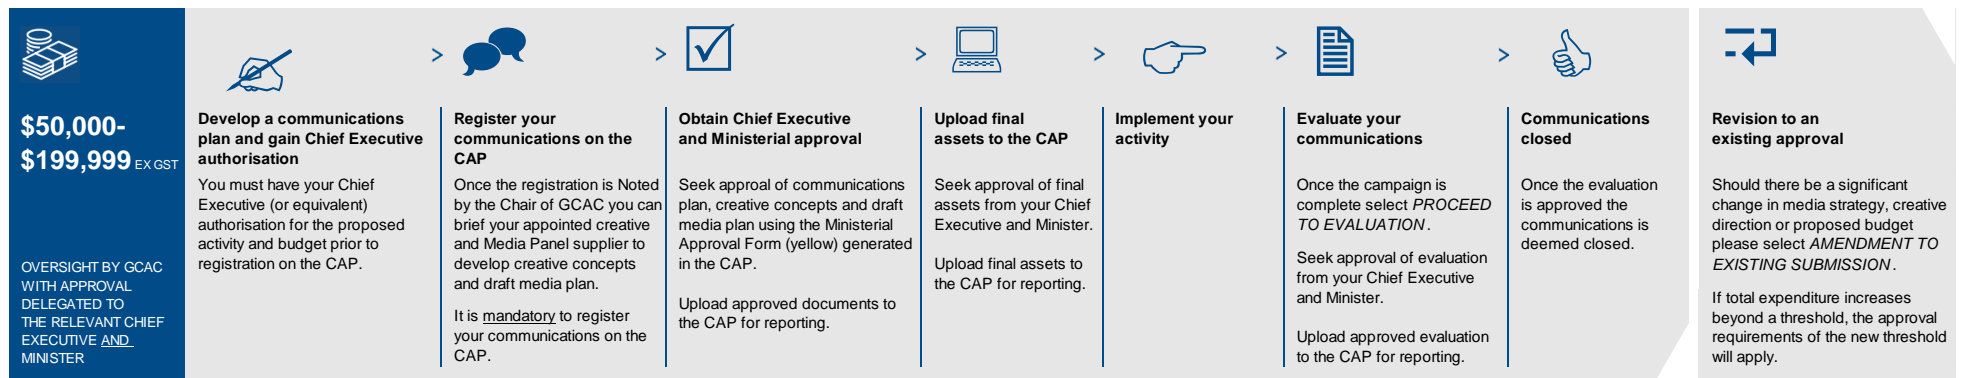 $50,000-
$199,999 EX GST
OVERSIGHT BY GCAC
WITH APPROVAL
DELEGATED TO
THE RELEVANT CHIEF
EXECUTIVE AND
MINISTER
Develop a communications
plan and gain Chief Executive
authorisation
You must have your Chief
Executive (or equivalent)
authorisation for the proposed
activity and budget prior to
registration on the CAP.
Register your
communications on the
CAP
Once the registration is Noted
by the Chair of GCAC you can
brief your appointed creative
and Media Panel supplier to
develop creative concepts
and draft media plan.
It is mandatory to register
your communications on the
CAP.
Obtain Chief Executive
and Ministerial approval
Seek approal of communications
plan, creative concepts and draft
media plan using the Ministerial
Approval Form (yellow) generated
in the CAP.
Upload approved documents to
the CAP for reporting.
Upload final
assets to the CAP
Seek approval of final
assets from your Chief
Executive and Minister.
Upload final assets to
the CAP for reporting.
Implement your
activity
Evaluate your
communications
Once the campaign is
complete select PROCEED
TO EVALUATION.
Seek approval of evaluation
from your Chief Executive
and Minister.
Upload approved evaluation
to the CAP for reporting.
Communications
closed
Once the evaluation
is approved the
communications is
deemed closed.
Revision to an
existing approval
Should there be a significant
change in media strategy, creative
direction or proposed budget
please select AMENDMENT TO
EXISTING SUBMISSION.
If total expenditure increases
beyond a threshold, the approval
requirements of the new threshold
will apply.